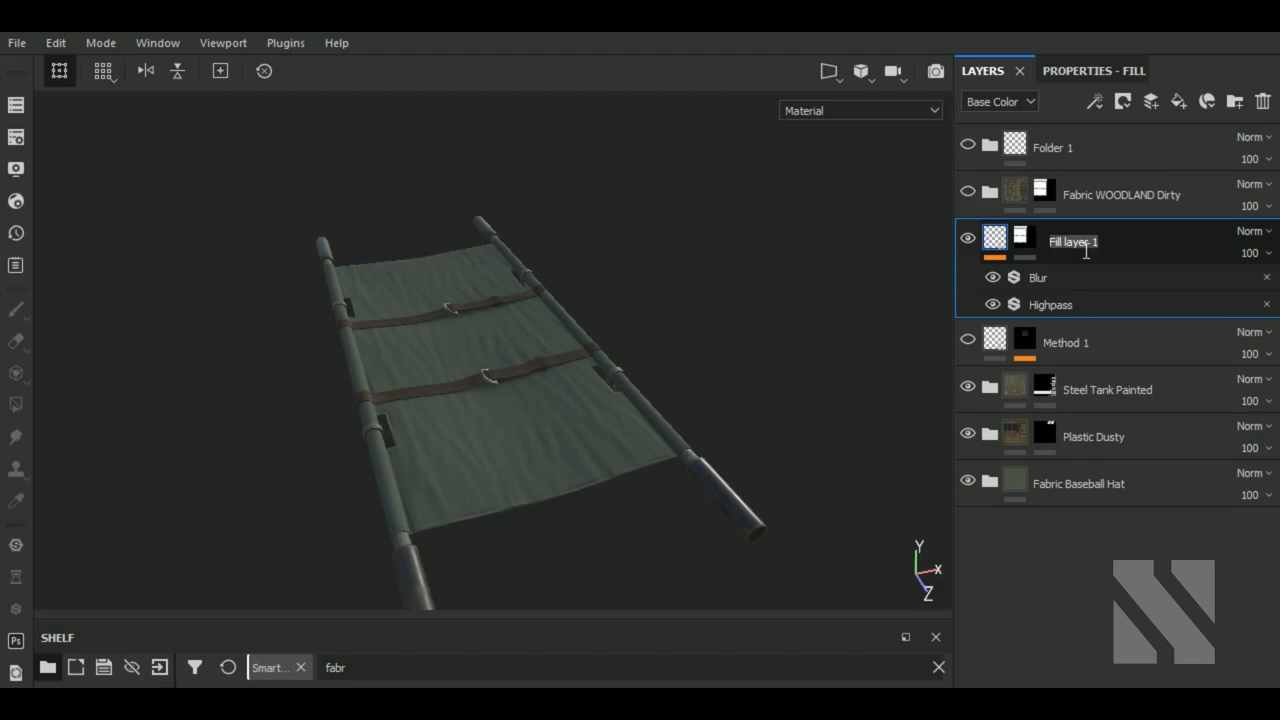 File Edit Mode Window Viewport Plugins Help
LAYERS PROPERTIES - FILL
Base Color
Material
Norm
Folder 1
100
Norm
Fabric WOODLAND Dirty
100
Norm
Fill layer 1
100
Blur
Highpass
Norm
Method 1
100
Norm
Steel Tank Painted
100
Norm
Plastic Dusty
100
Norm
Fabric Baseball Hat
100
Y
X
Z
SHELF
Smart... fabr
Ps